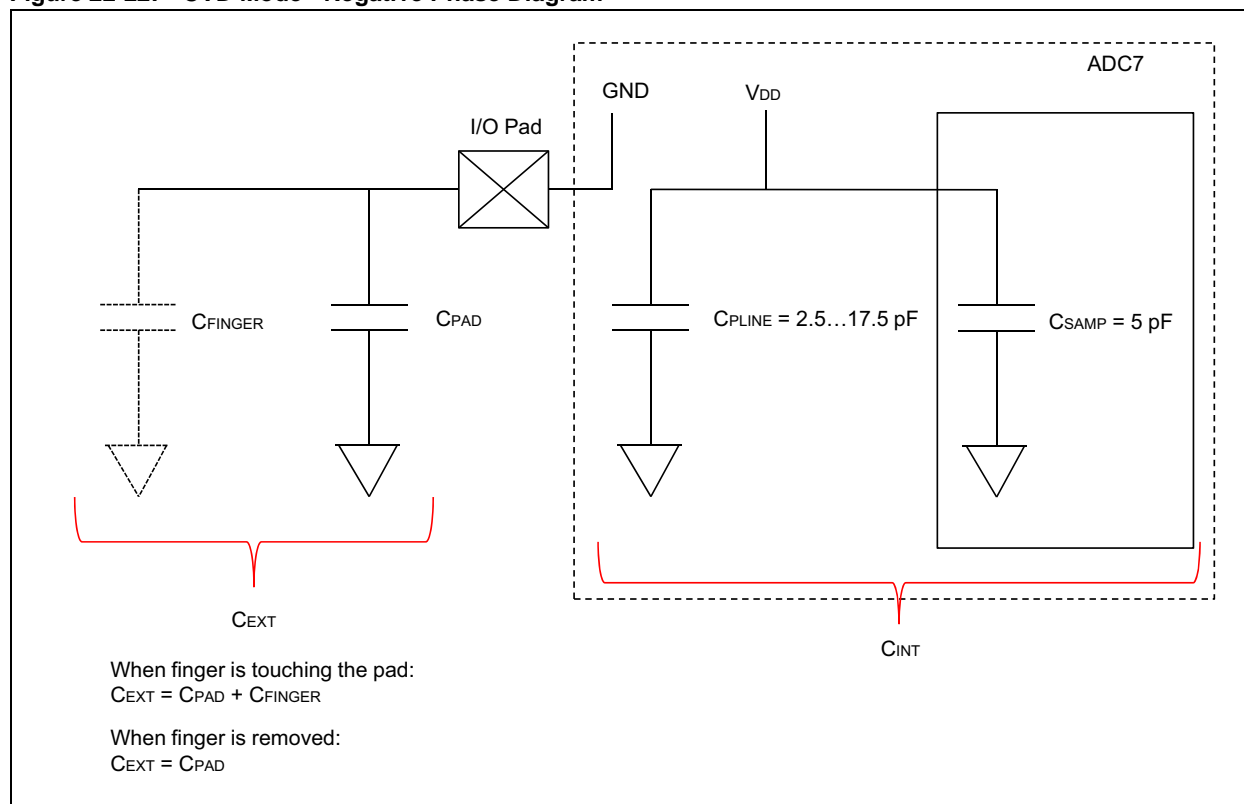 ADC7
GND
VDD
I/O Pad
CFINGER
CPAD
CPLINE = 2.5…17.5 pF
CSAMP = 5 pF
CEXT
CINT
When finger is touching the pad:
CEXT = CPAD + CFINGER
When finger is removed:
CEXT = CPAD